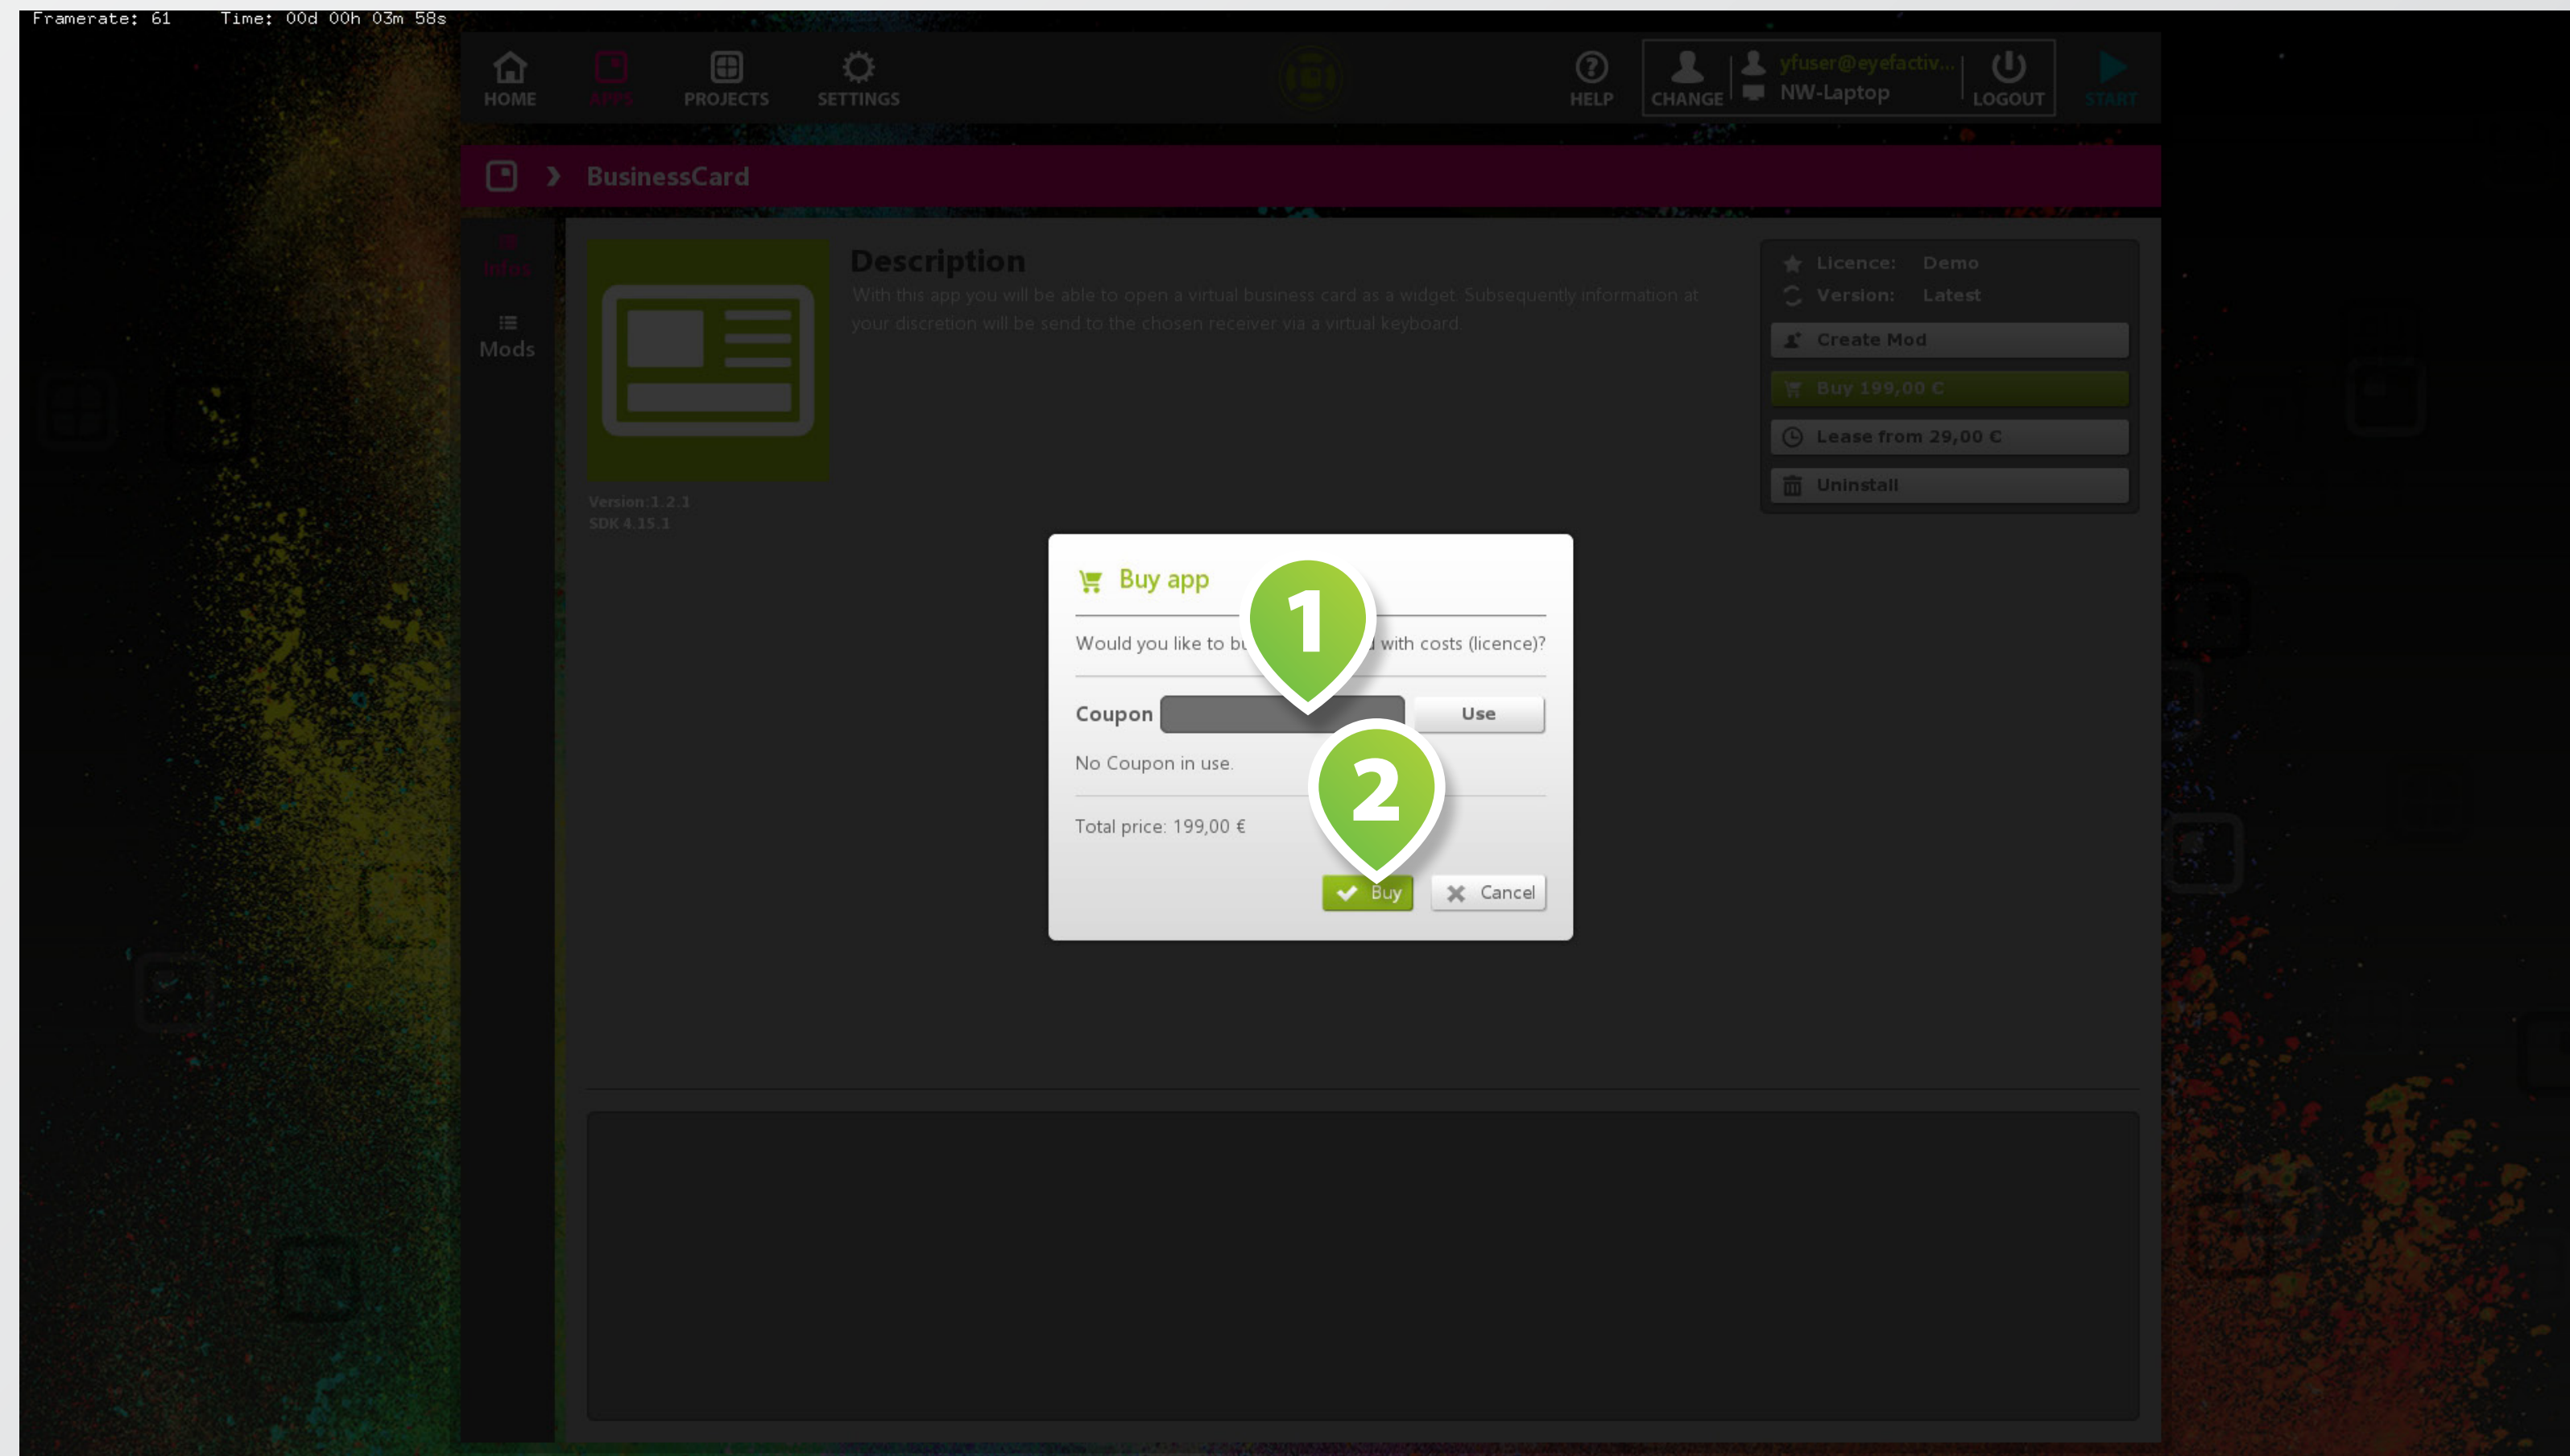 Framerate: 61 Time: 00d 00h 03m 58s
HOME APPS PROJECTS SETTINGS HELP CHANGE yfuser@eyefactiv... NW-Laptop LOGOUT START
BusinessCard
Infos
Mods
Description
With this app you will be able to open a virtual business card as a widget. Subsequently information at
your discretion will be send to the chosen receiver via a virtual keyboard.
Version:1.2.1
SDK 4.15.1
Licence: Demo
Version: Latest
Create Mod
Buy 199,00 C
Lease from 29,00 C
Uninstall
Buy app
1
Would you like to with costs (licence)?
Coupon Use
No Coupon in use.
2
Total price: 199,00 €
Buy Cancel